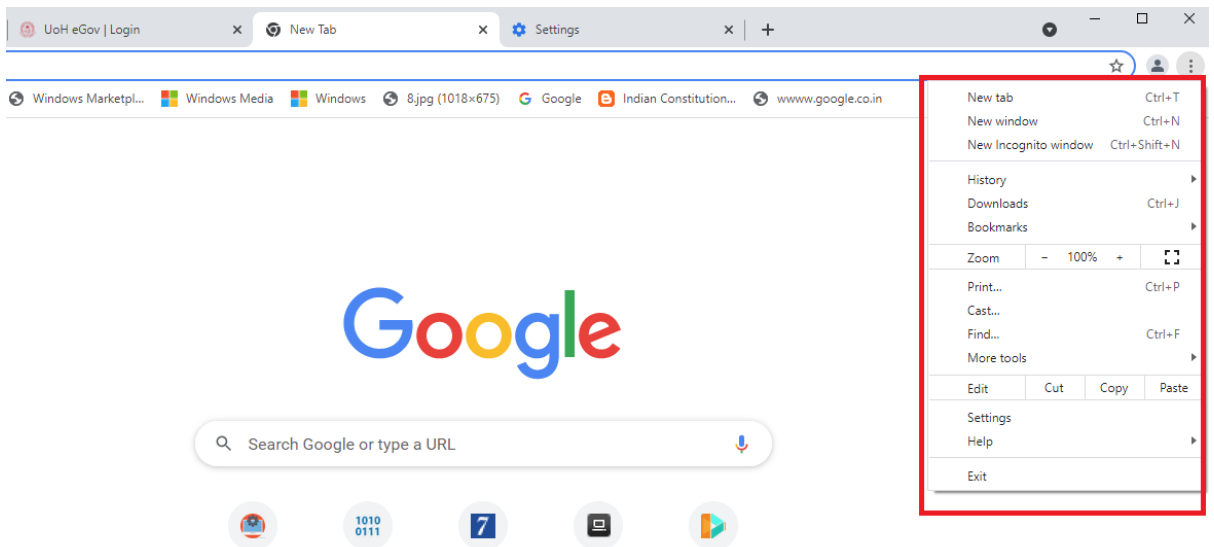 UoH eGov | Login New Tab Settings
Windows Marketpl... Windows Media Windows 8.jpg (1018×675) Google Indian Constitution... wwww.google.co.in
New tab Ctrl+T
New window Ctrl+N
New Incognito window Ctrl+Shift+N
History
Downloads Ctrl+J
Bookmarks
Zoom - 100% +
Print... Ctrl+P
Cast...
Find... Ctrl+F
More tools
Edit Cut Copy Paste
Settings
Help
Exit
Google
Search Google or type a URL
1010
0111
7